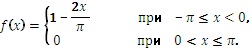 f(x) = { 1 − 2x/π при − π ≤ x < 0,
0 при 0 < x ≤ π.